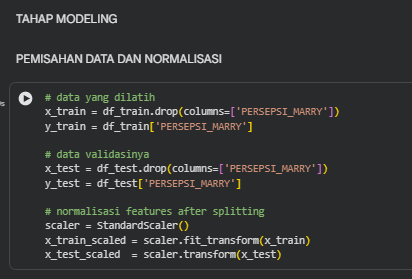 TAHAP MODELING
PEMISAHAN DATA DAN NORMALISASI
# data yang dilatih
x_train = df_train.drop(columns=['PERSEPSI_MARRY'])
y_train = df_train['PERSEPSI_MARRY']
# data validasinya
x_test = df_test.drop(columns=['PERSEPSI_MARRY'])
y_test = df_test['PERSEPSI_MARRY']
# normalisasi features after splitting
scaler = StandardScaler()
x_train_scaled = scaler.fit_transform(x_train)
x_test_scaled  = scaler.transform(x_test)